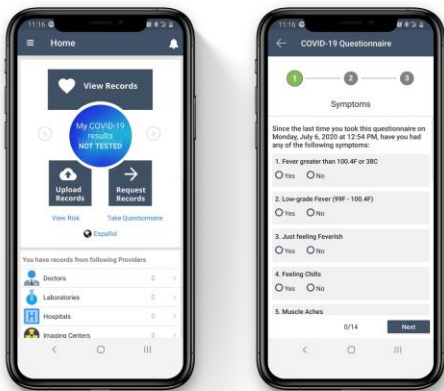 11:16
Home
View Records
My COVID-19
results
NOT TESTED
Upload
Records
Request
Records
View Risk
Take Questionnaire
Español
You have records from following Providers
Doctors 0
Laboratories 0
Hospitals 0
Imaging Centers 0
11:16
COVID-19 Questionnaire
1 2 3
Symptoms
Since the last time you took this questionnaire on
Monday, July 6, 2020 at 12:54 PM, have you had
any of the following symptoms:
1. Fever greater than 100.4F or 38C
Yes No
2. Low-grade Fever (99F - 100.4F)
Yes No
3. Just feeling Feverish
Yes No
4. Feeling Chills
Yes No
5. Muscle Aches
0/14 Next